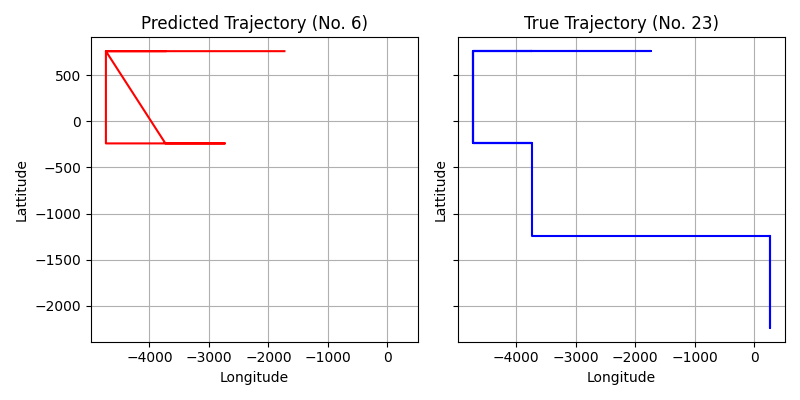 Predicted Trajectory (No. 6)
True Trajectory (No. 23)
Lattitude
500
0
−500
−1000
−1500
−2000
−4000 −3000 −2000 −1000 0
Longitude
Lattitude
−4000 −3000 −2000 −1000 0
Longitude